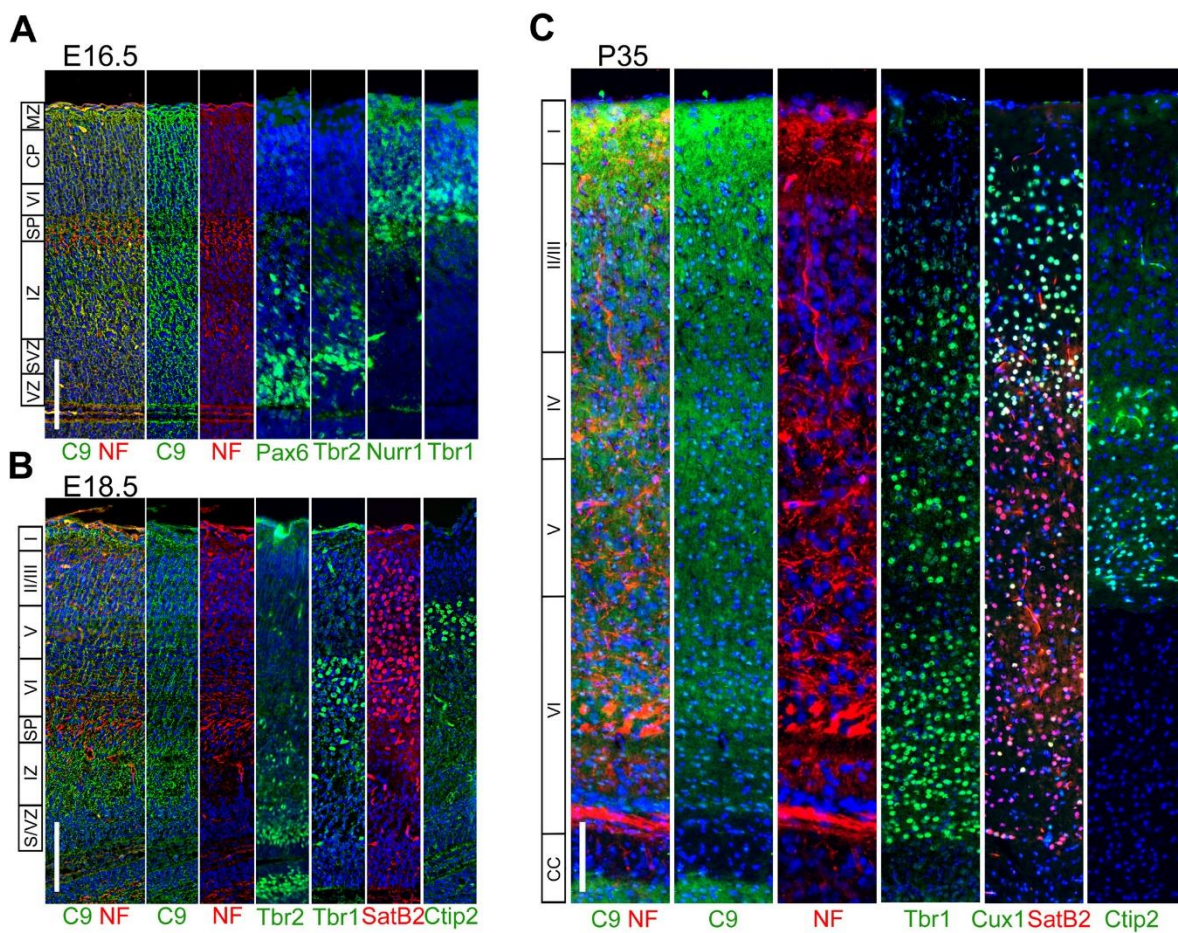 A
E16.5
MZ
CP
VI
SP
IZ
SVZ
VZ
C9 NF C9 NF Pax6 Tbr2 Nurr1 Tbr1
B
E18.5
I
II/III
V
VI
SP
IZ
S/VZ
C9 NF C9 NF Tbr2 Tbr1 SatB2 Ctip2
C
P35
I
II/III
IV
V
VI
CC
C9 NF C9 NF Tbr1 Cux1 SatB2 Ctip2